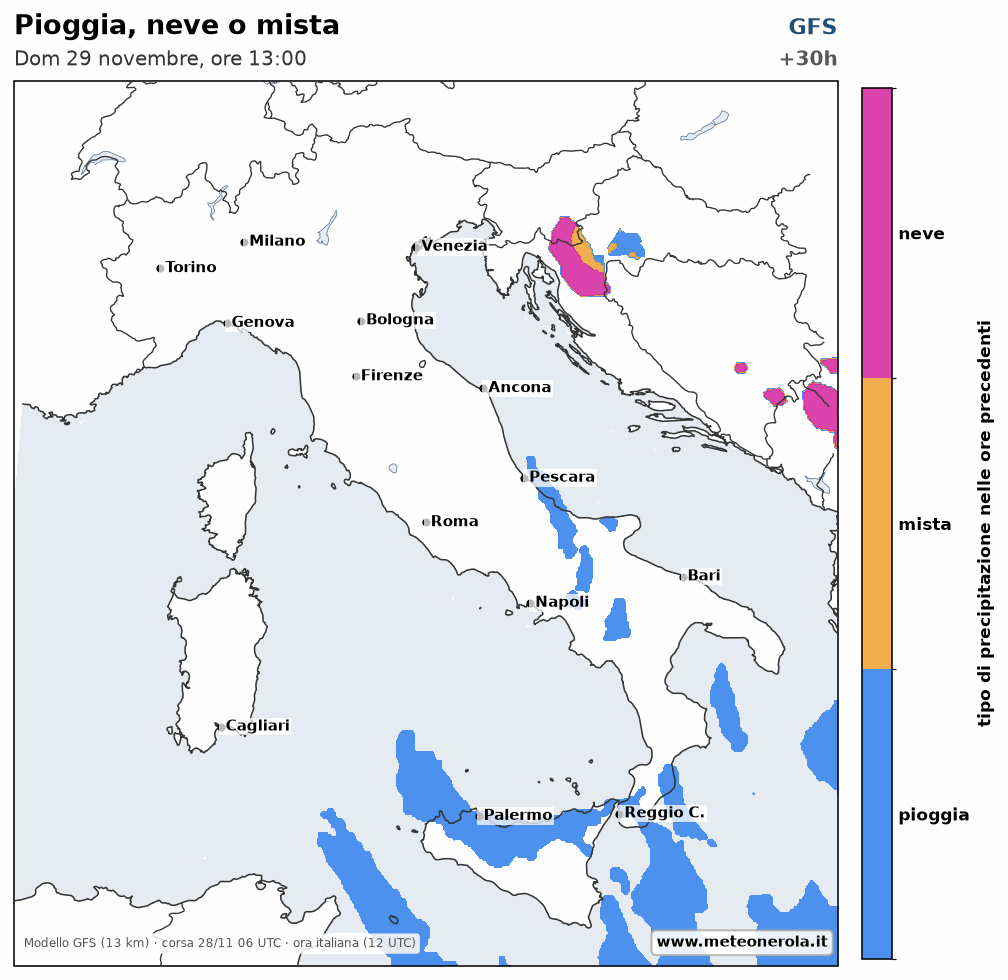 Pioggia, neve o mista
GFS
Dom 29 novembre, ore 13:00
+30h
neve
Milano
Venezia
Torino
Genova
Bologna
Firenze
Ancona
Pescara
Roma
mista
Bari
Napoli
Cagliari
Palermo
Reggio C.
pioggia
tipo di precipitazione nelle ore precedenti
Modello GFS (13 km) · corsa 28/11 06 UTC · ora italiana (12 UTC)
www.meteonerola.it